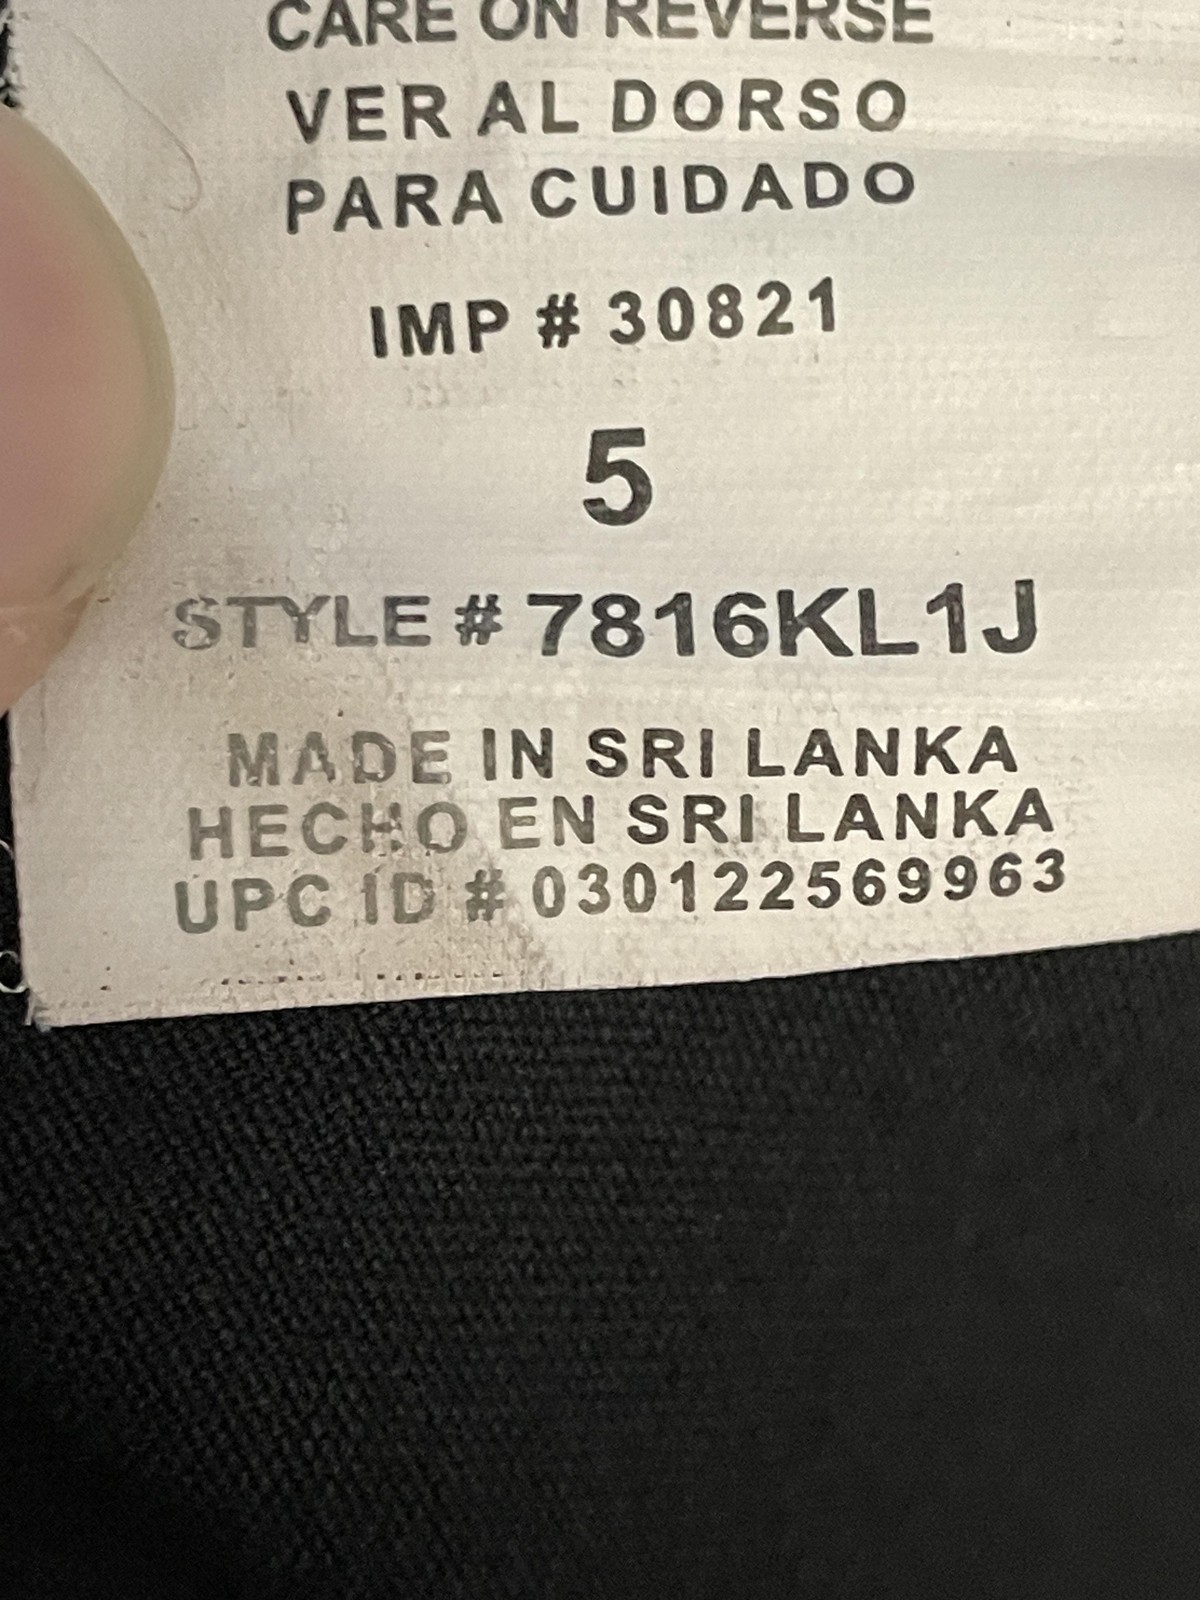 CARE ON REVERSE
VER AL DORSO
PARA CUIDADO
IMP # 30821
5
STYLE # 7816KL1J
MADE IN SRI LANKA
HECHO EN SRI LANKA
UPC ID # 030122569963